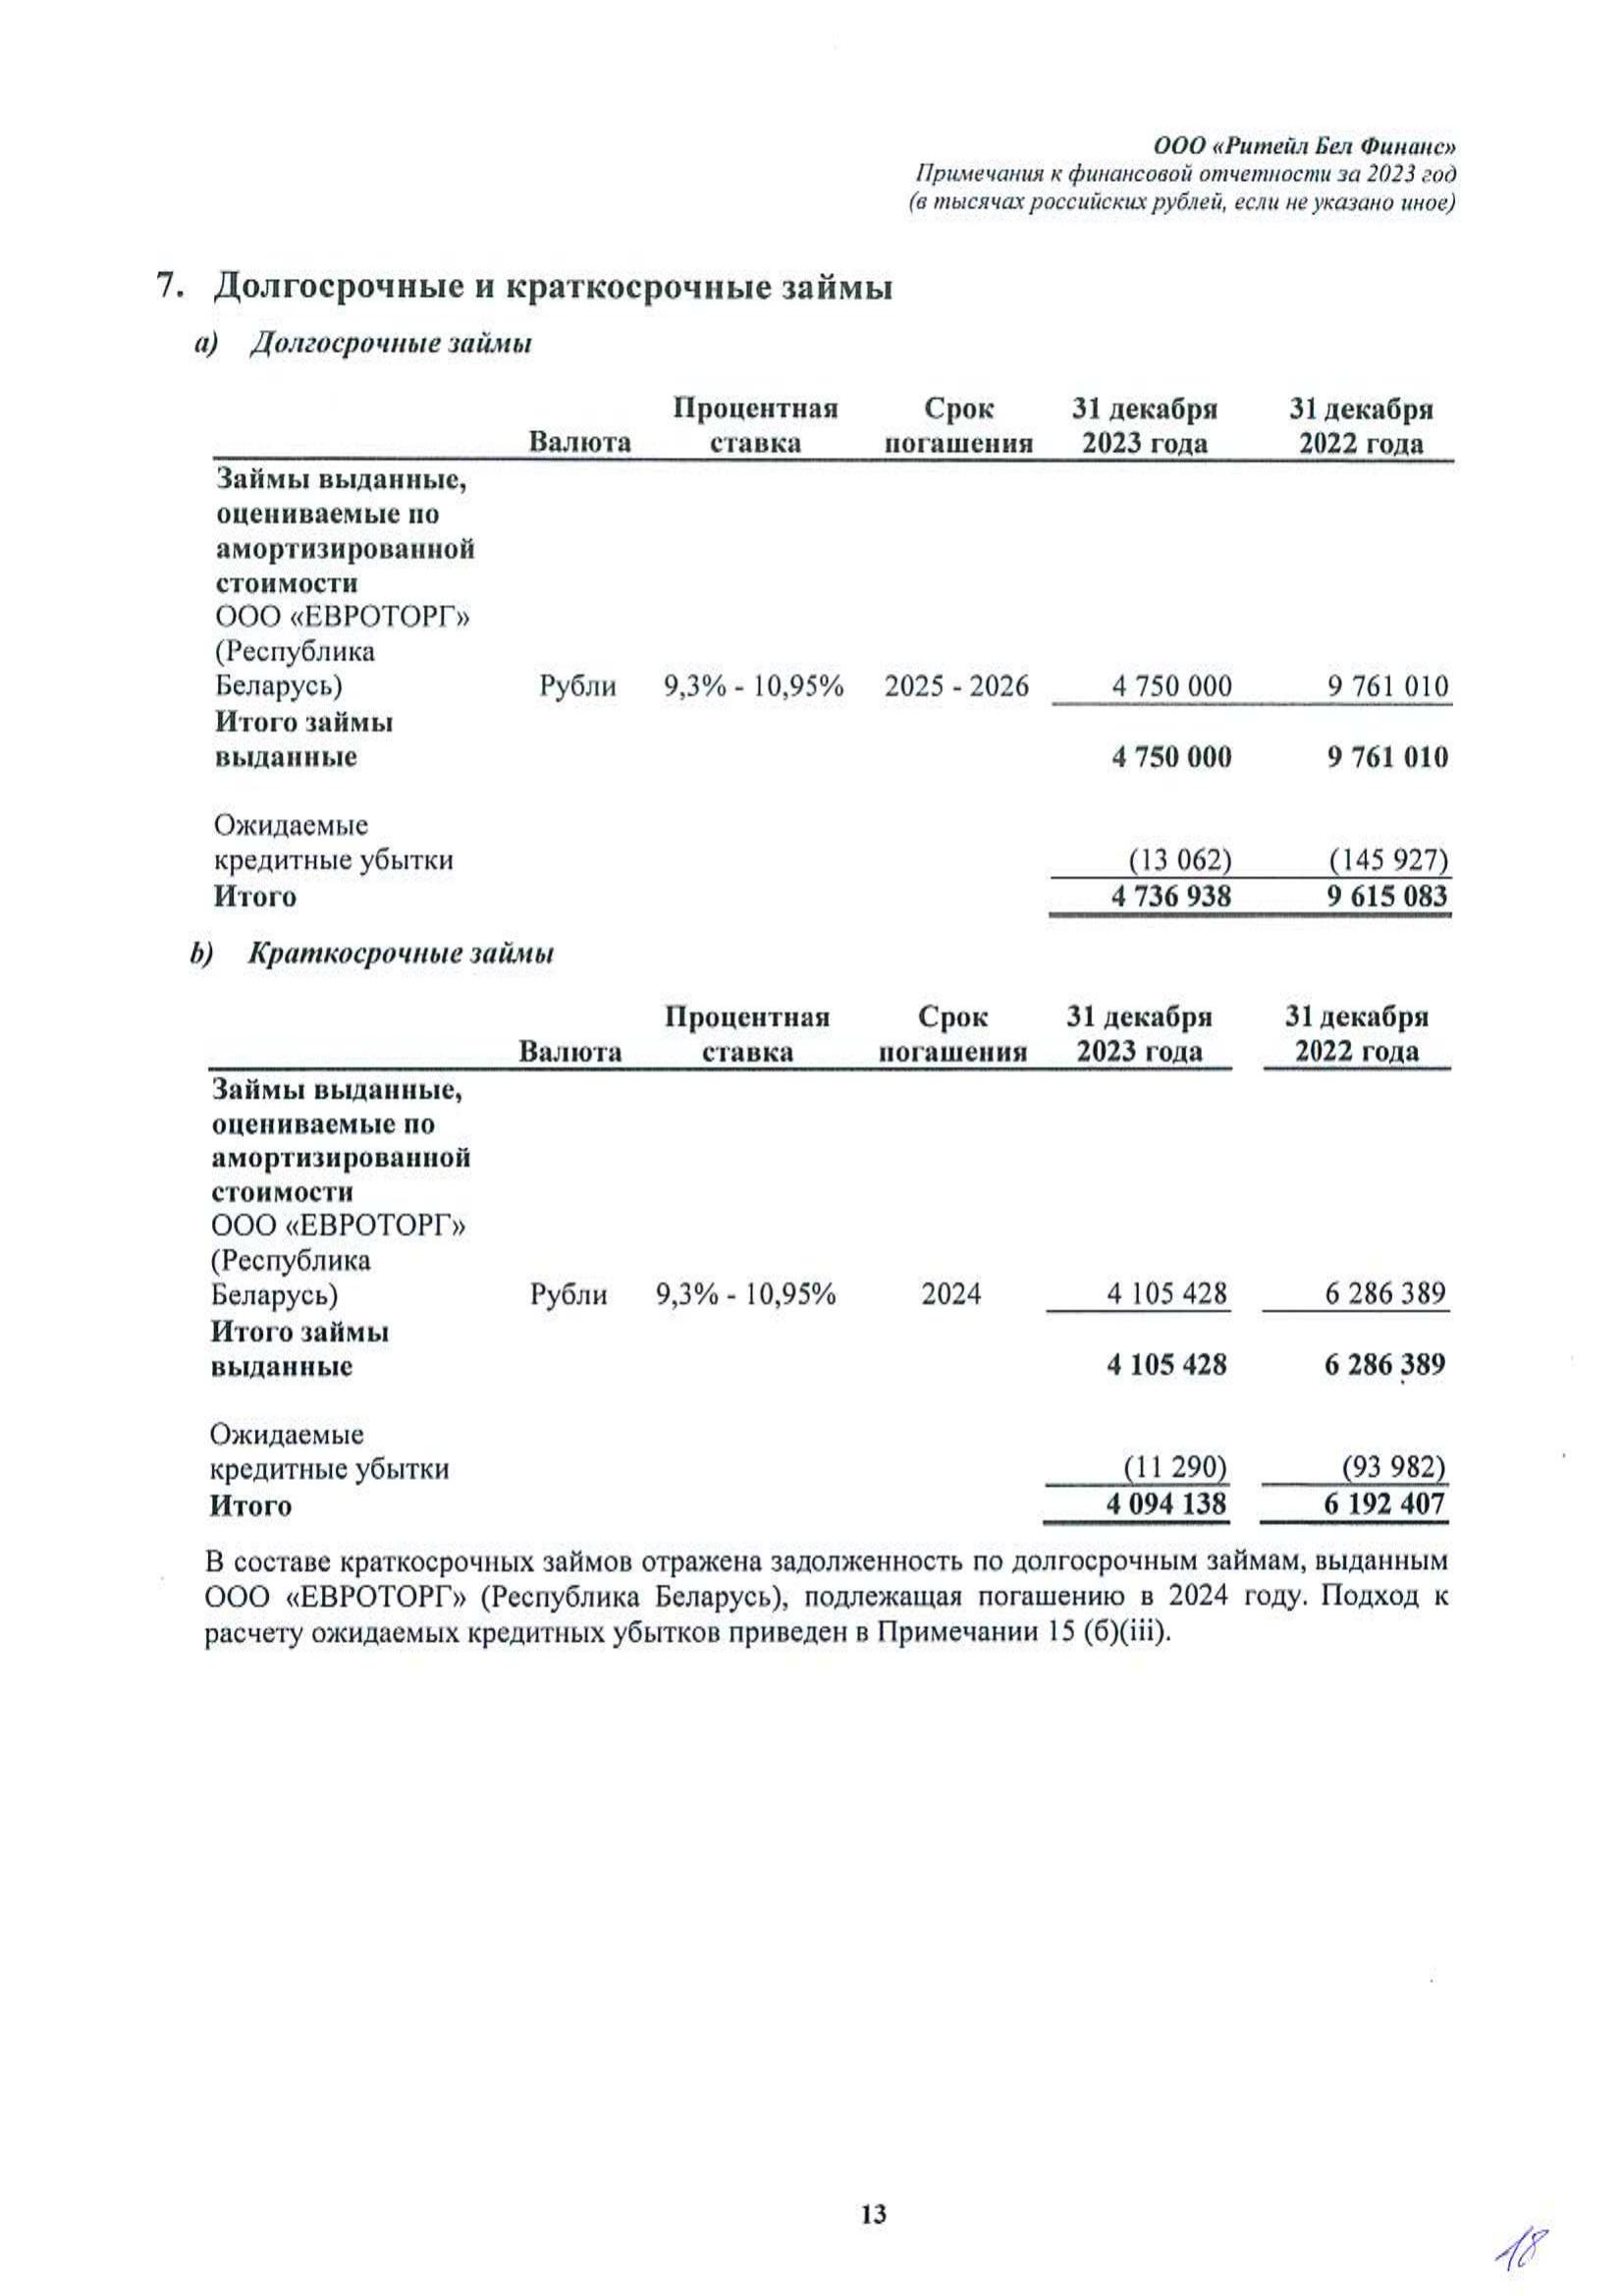 ООО «Ритейл Бел Финанс»
Примечания к финансовой отчетности за 2023 год
(в тысячах российских рублей, если не указано иное)
7. Долгосрочные и краткосрочные займы
a) Долгосрочные займы
Процентная Срок 31 декабря 31 декабря
Валюта ставка погашения 2023 года 2022 года
Займы выданные,
оцениваемые по
амортизированной
стоимости
ООО «ЕВРОТОРГ»
(Республика
Беларусь) Рубли 9,3% - 10,95% 2025 - 2026 4 750 000 9 761 010
Итого займы
выданные 4 750 000 9 761 010
Ожидаемые
кредитные убытки (13 062) (145 927)
Итого 4 736 938 9 615 083
b) Краткосрочные займы
Процентная Срок 31 декабря 31 декабря
Валюта ставка погашения 2023 года 2022 года
Займы выданные,
оцениваемые по
амортизированной
стоимости
ООО «ЕВРОТОРГ»
(Республика
Беларусь) Рубли 9,3% - 10,95% 2024 4 105 428 6 286 389
Итого займы
выданные 4 105 428 6 286 389
Ожидаемые
кредитные убытки (11 290) (93 982)
Итого 4 094 138 6 192 407
В составе краткосрочных займов отражена задолженность по долгосрочным займам, выданным
ООО «ЕВРОТОРГ» (Республика Беларусь), подлежащая погашению в 2024 году. Подход к
расчету ожидаемых кредитных убытков приведен в Примечании 15 (б)(iii).
13
18